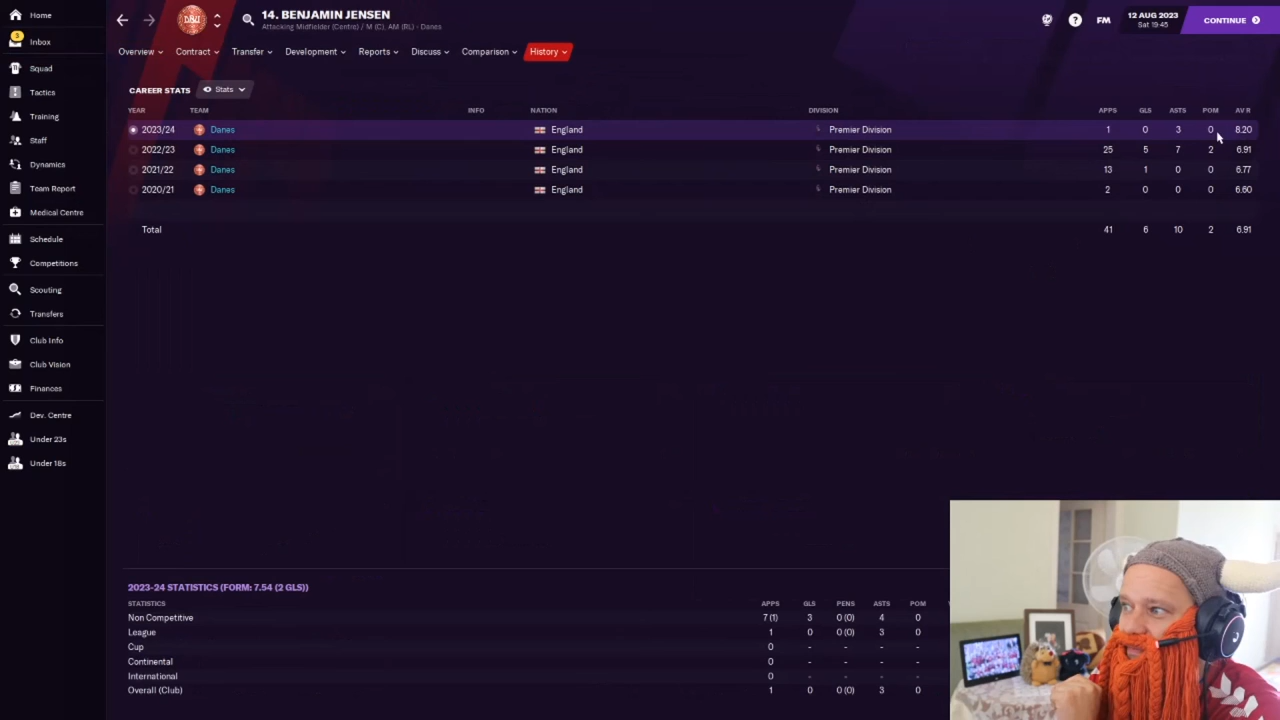 Home
3
Inbox
Squad
Tactics
Training
Staff
Dynamics
Team Report
Medical Centre
Schedule
Competitions
Scouting
Transfers
Club Info
Club Vision
Finances
Dev. Centre
Under 23s
Under 18s
DBU
14. BENJAMIN JENSEN
Attacking Midfielder (Centre) / M (C), AM (RL) - Danes
? FM 12 AUG 2023 CONTINUE
Sat 19:45
Overview Contract Transfer Development Reports Discuss Comparison History
CAREER STATS Stats
YEAR TEAM INFO NATION DIVISION APPS GLS ASTS POM AV R
2023/24 Danes England Premier Division 1 0 3 0 8.20
2022/23 Danes England Premier Division 25 5 7 2 6.91
2021/22 Danes England Premier Division 13 1 0 0 6.77
2020/21 Danes England Premier Division 2 0 0 0 6.60
Total 41 6 10 2 6.91
2023-24 STATISTICS (FORM: 7.54 (2 GLS))
STATISTICS APPS GLS PENS ASTS POM
Non Competitive 7 (1) 3 0 (0) 4 0
League 1 0 0 (0) 3 0
Cup 0 - - - -
Continental 0 - - - -
International 0 - - - -
Overall (Club) 1 0 0 (0) 3 0